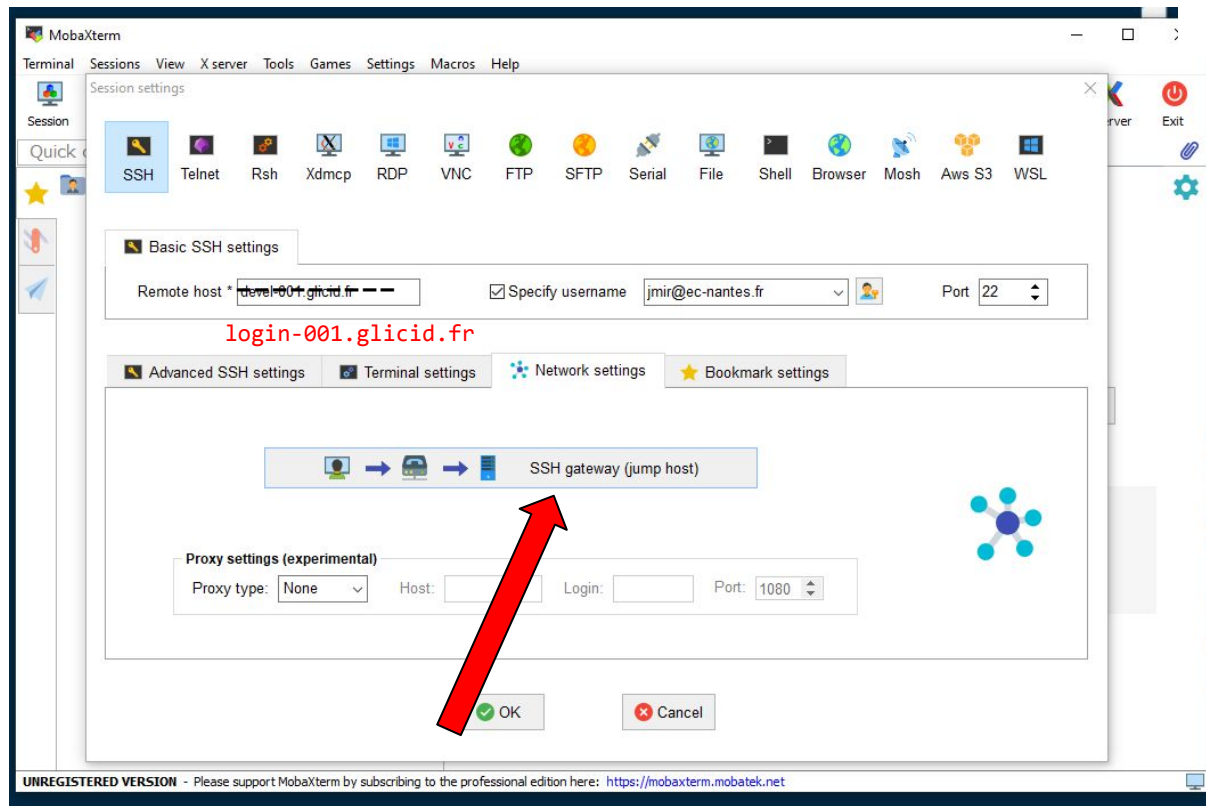 MobaXterm
Terminal Sessions View X server Tools Games Settings Macros Help
Session settings
Session
erver
Exit
Quick c
SSH Telnet Rsh Xdmcp RDP VNC FTP SFTP Serial File Shell Browser Mosh Aws S3 WSL
Basic SSH settings
Remote host * devel-001.glicid.fr Specify username jmir@ec-nantes.fr Port 22
login-001.glicid.fr
Advanced SSH settings Terminal settings Network settings Bookmark settings
SSH gateway (jump host)
Proxy settings (experimental)
Proxy type: None Host: Login: Port: 1080
OK Cancel
UNREGISTERED VERSION - Please support MobaXterm by subscribing to the professional edition here: https://mobaxterm.mobatek.net